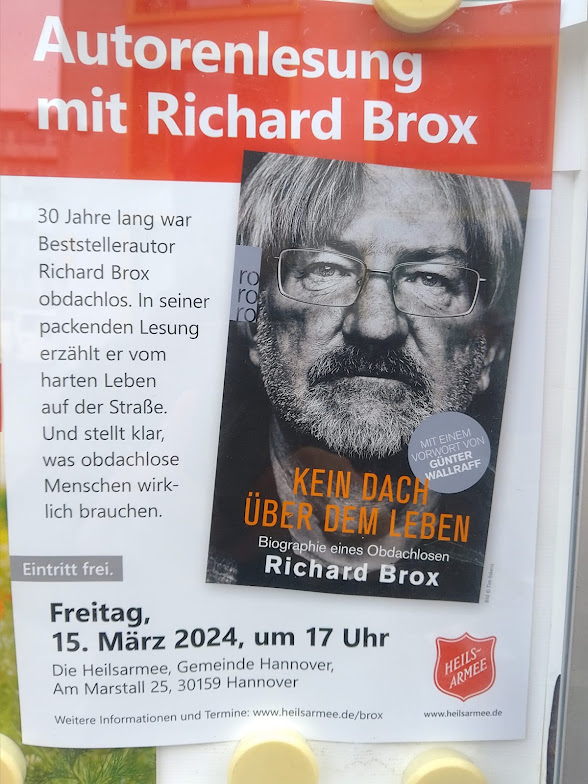 Autorenlesung
mit Richard Brox
30 Jahre lang war
Beststellerautor
Richard Brox
obdachlos. In seiner
packenden Lesung
erzählt er vom
harten Leben
auf der Straße.
Und stellt klar,
was obdachlose
Menschen wirk-
lich brauchen.
ro
ro
ro
MIT EINEM
VORWORT VON
GÜNTER
WALLRAFF
KEIN DACH
ÜBER DEM LEBEN
Biographie eines Obdachlosen
Richard Brox
Eintritt frei.
Freitag,
15. März 2024, um 17 Uhr
Die Heilsarmee, Gemeinde Hannover,
Am Marstall 25, 30159 Hannover
Weitere Informationen und Termine: www.heilsarmee.de/brox
HEILS-
ARMEE
www.heilsarmee.de